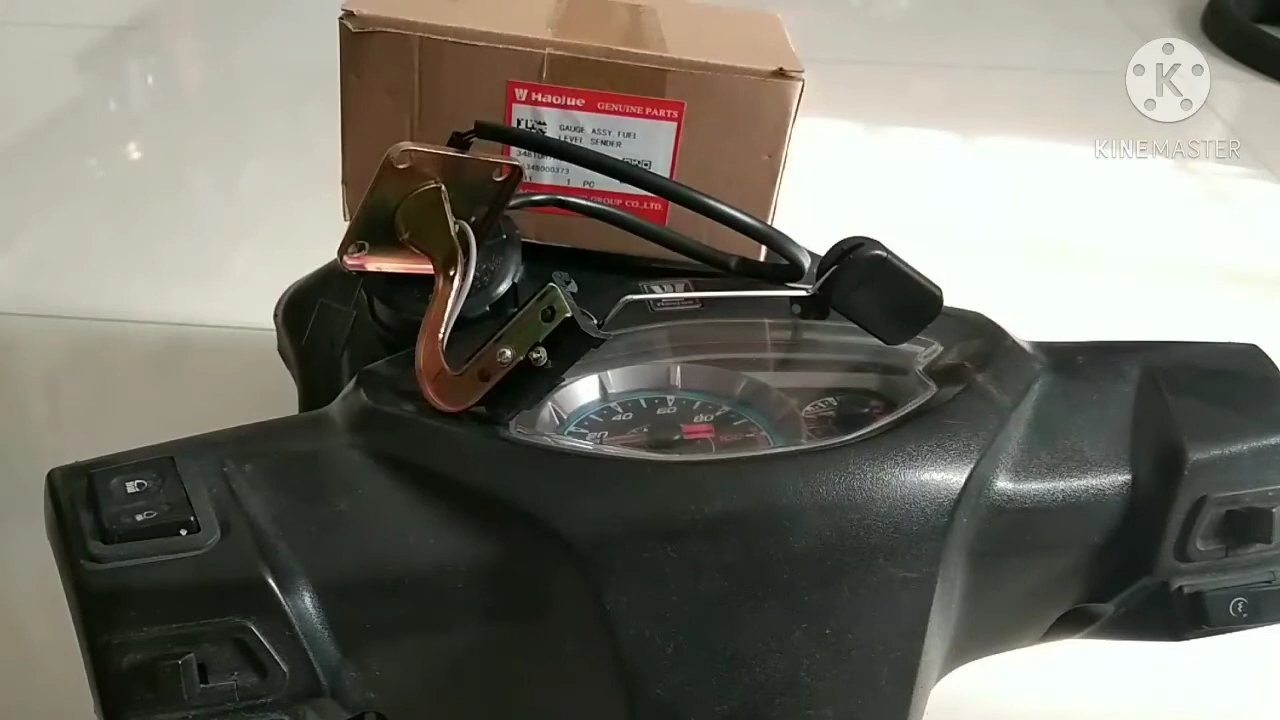 K
KINEMASTER
Haojue GENUINE PARTS
GAUGE ASSY FUEL
LEVEL SENDER
GROUP CO.,LTD.
1 PC
20 40 60 80